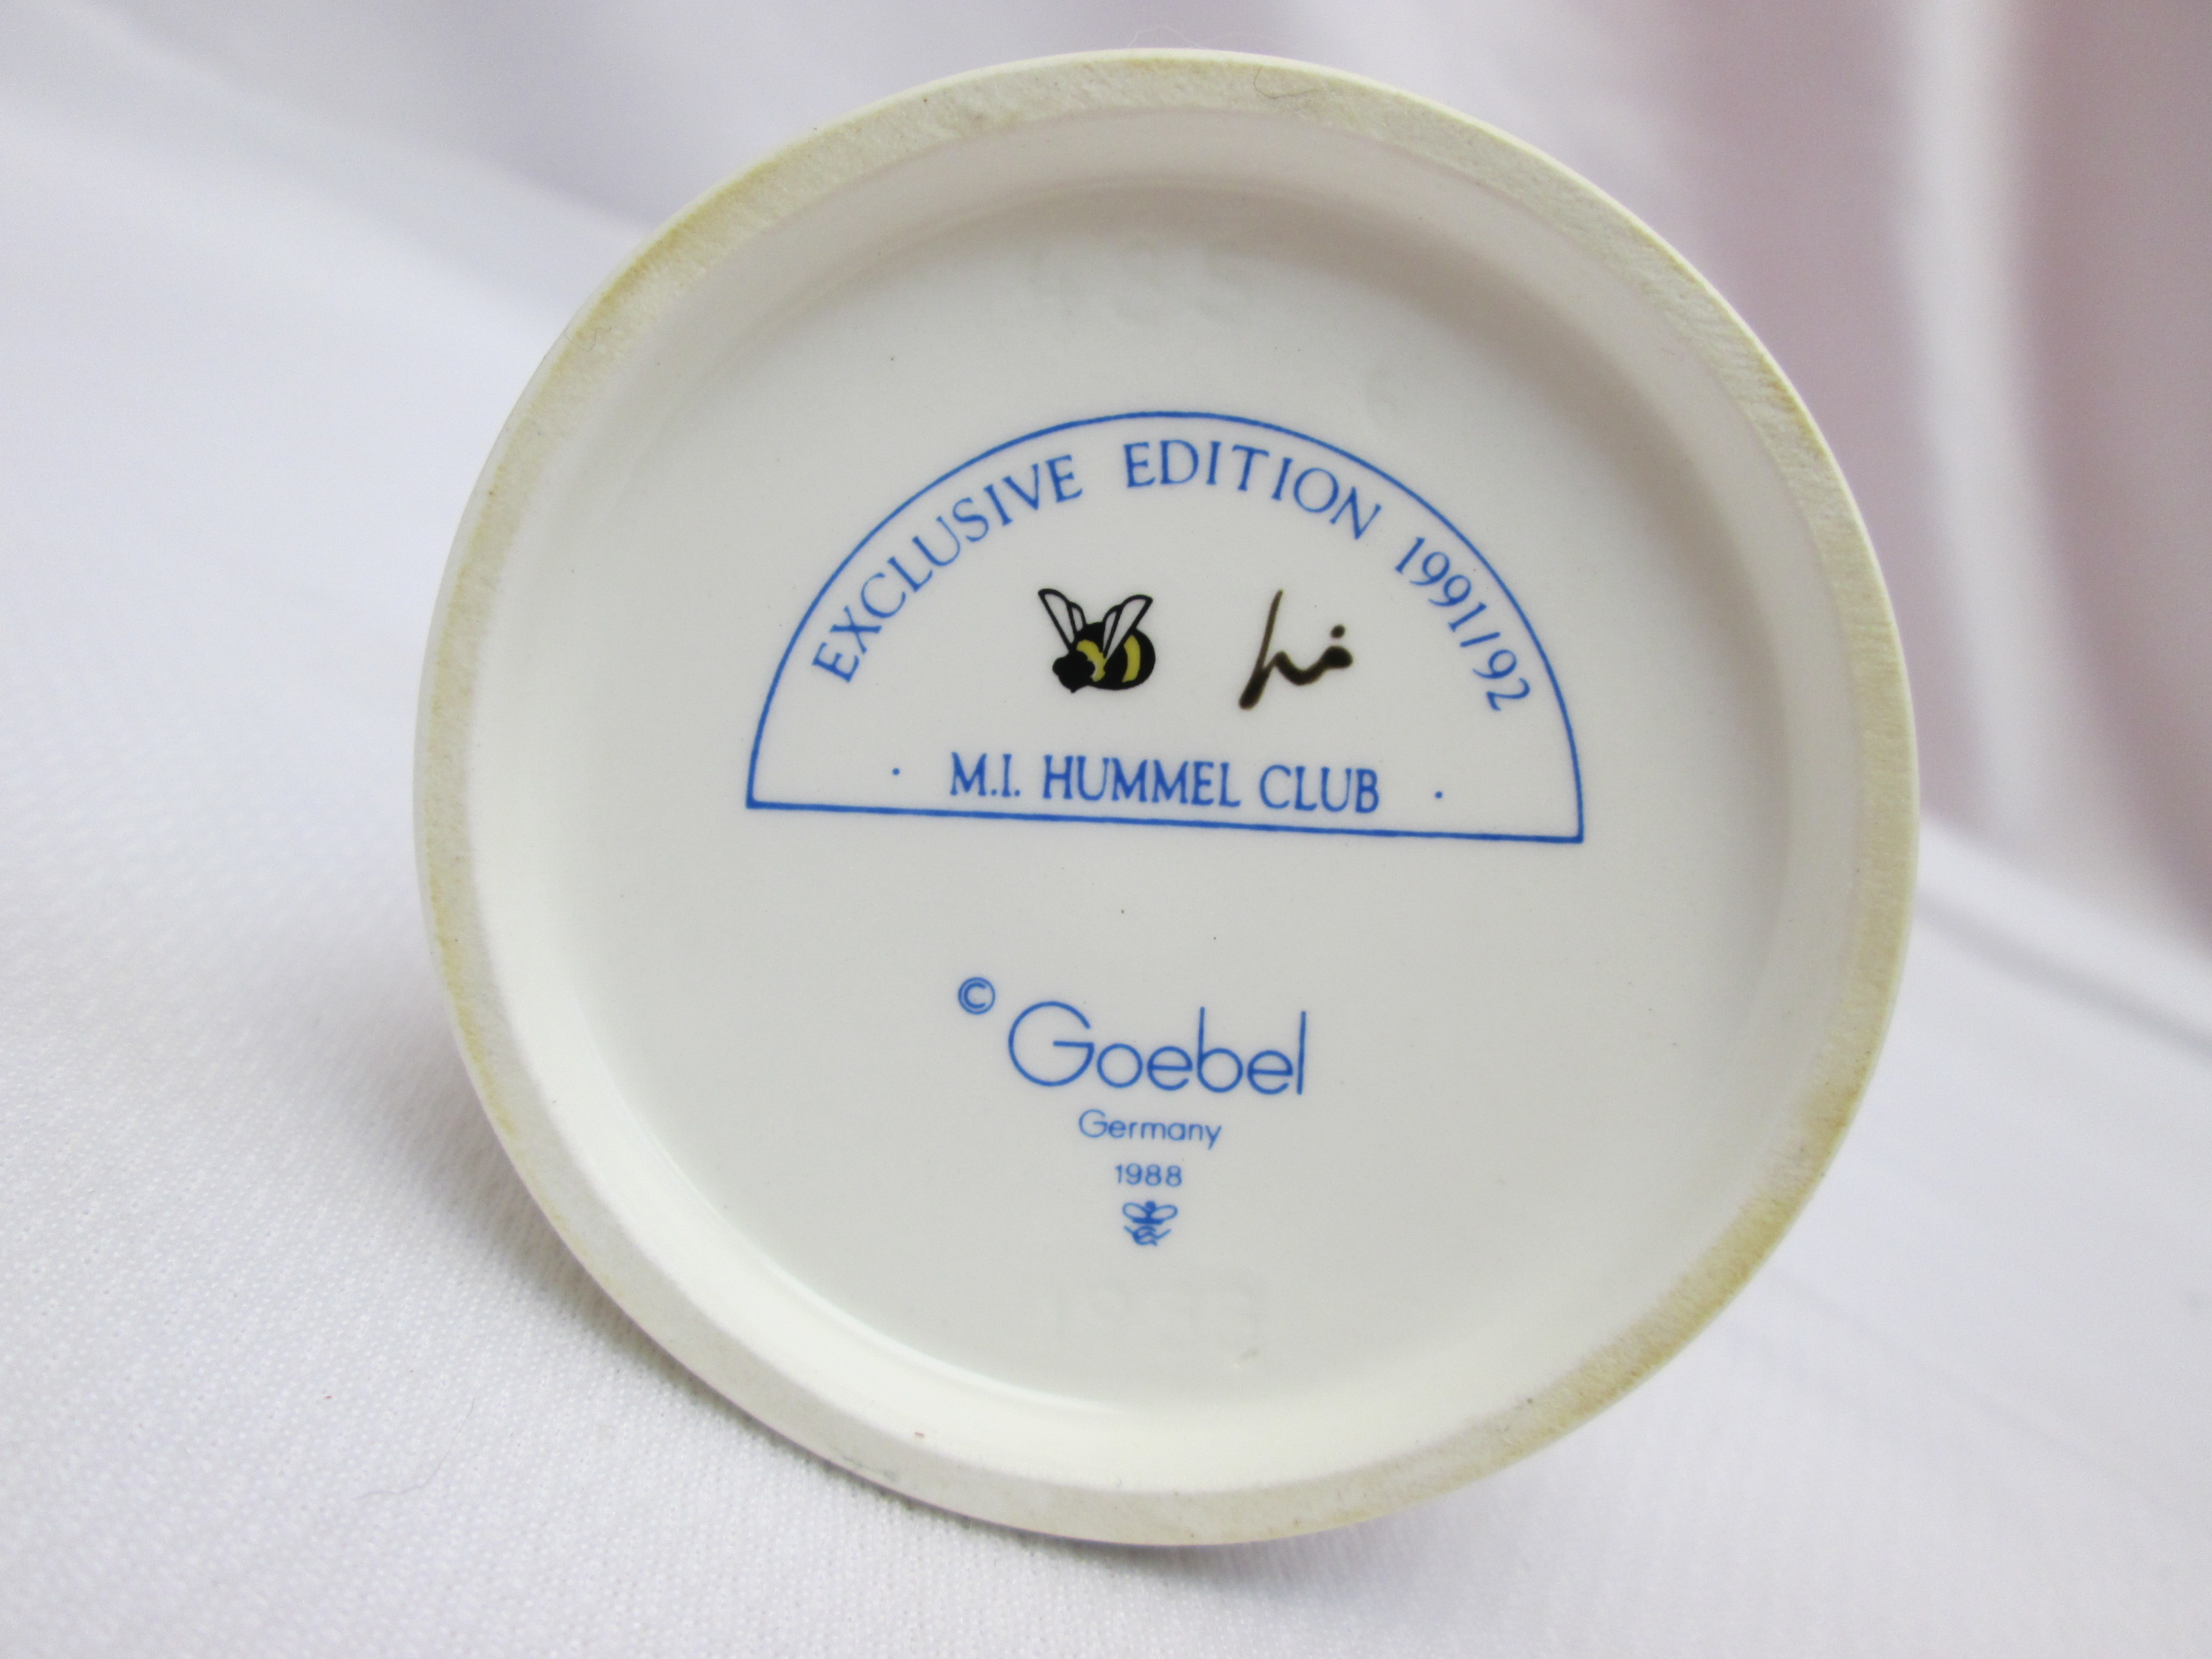 EXCLUSIVE EDITION 1991/92
· M.I. HUMMEL CLUB ·
© Goebel
Germany
1988